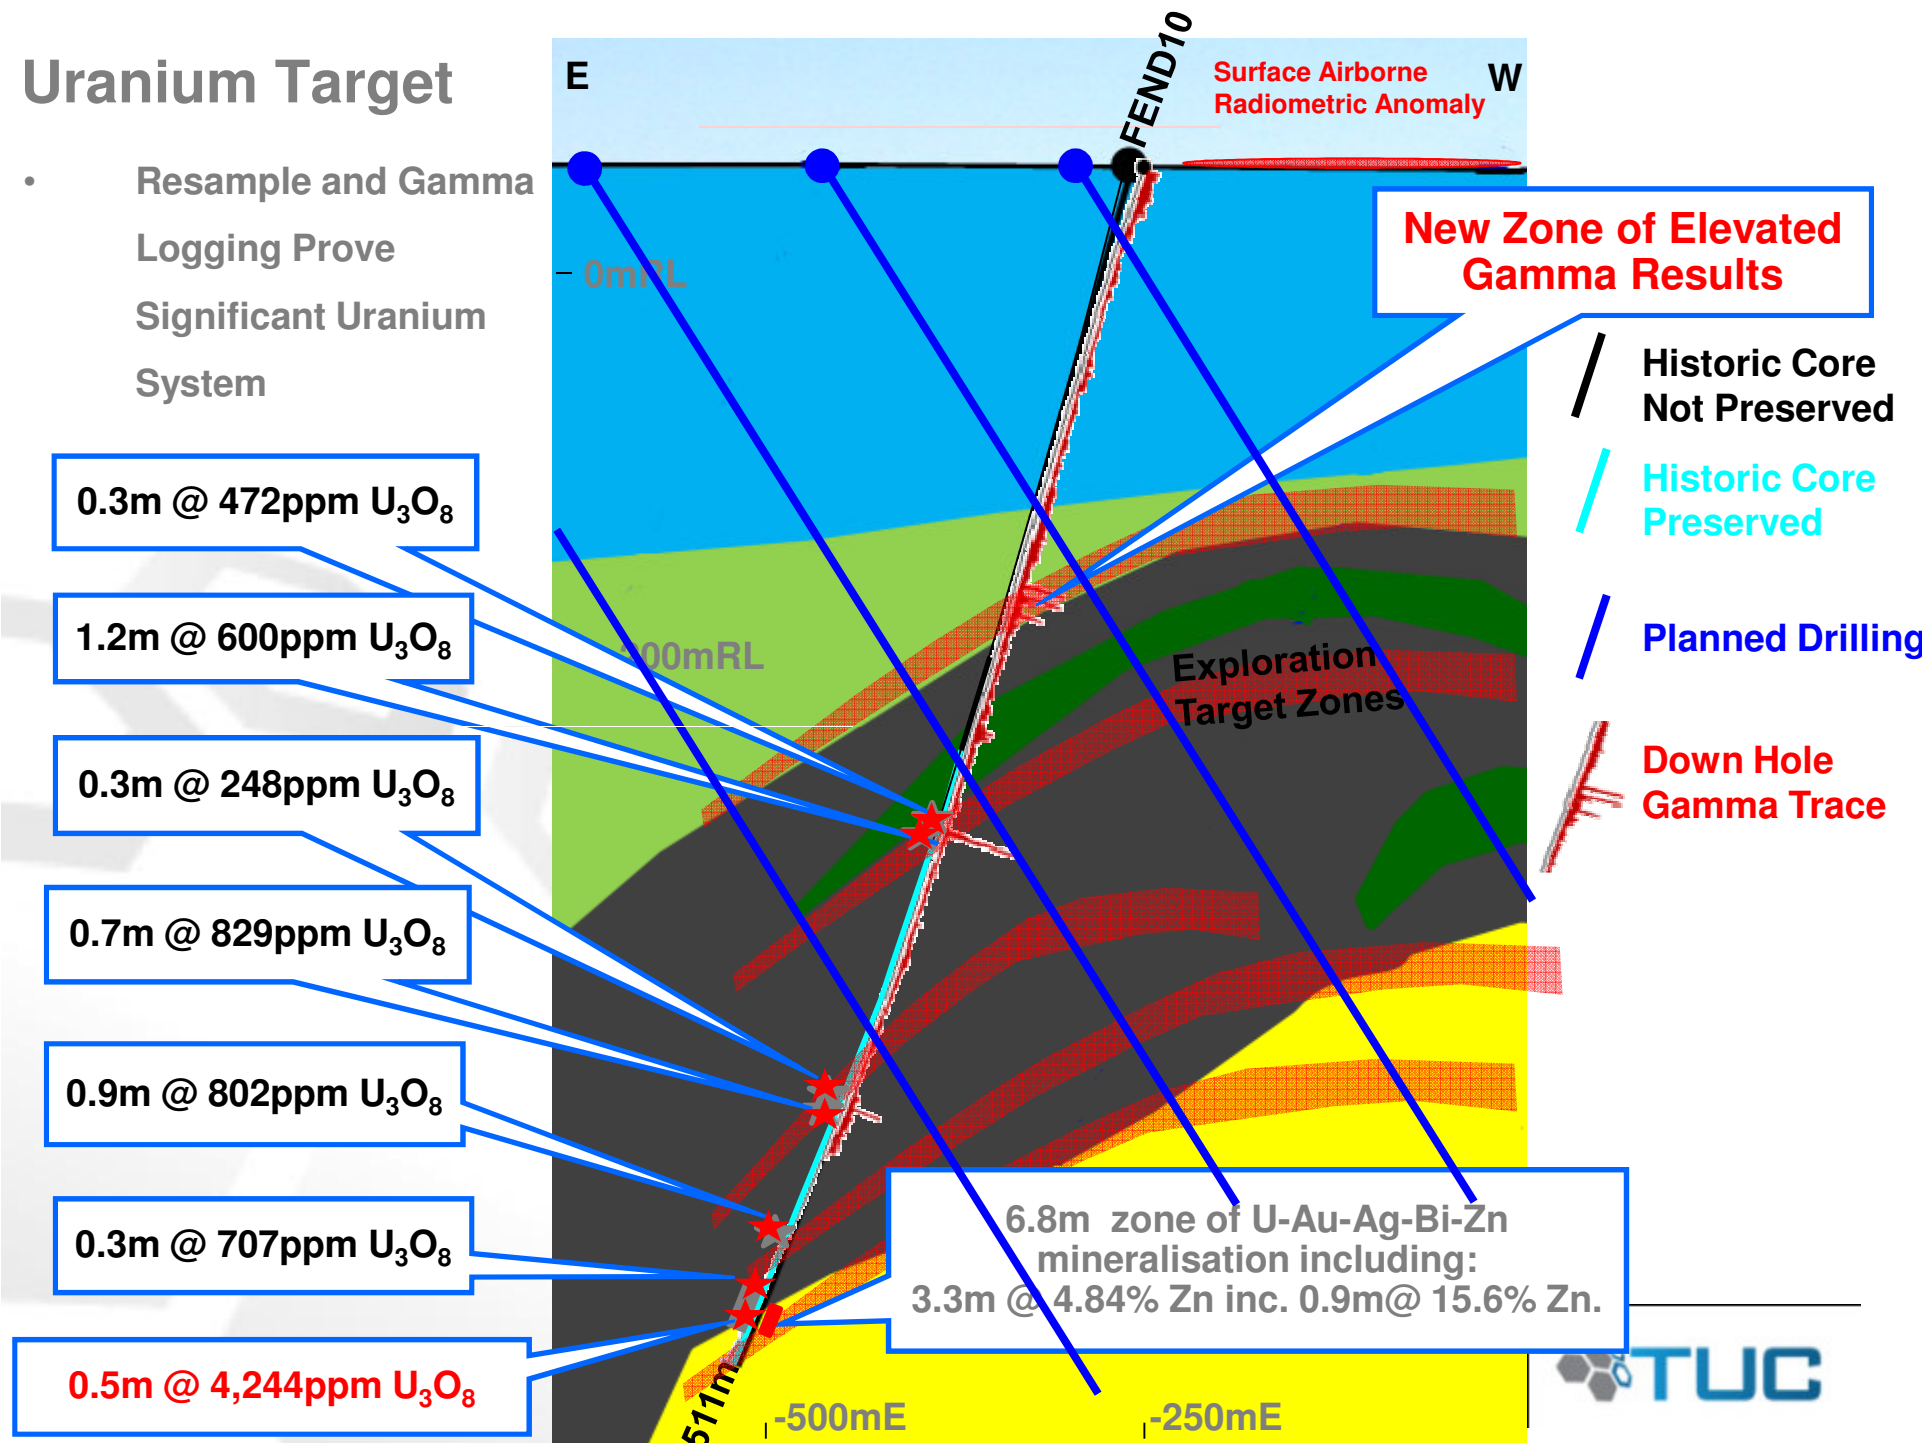 Uranium Target
• Resample and Gamma
Logging Prove
Significant Uranium
System
E
FEND10
Surface Airborne
Radiometric Anomaly
W
New Zone of Elevated
Gamma Results
0mRL
Historic Core
Not Preserved
Historic Core
Preserved
Planned Drilling
Down Hole
Gamma Trace
0.3m @ 472ppm U₃O₈
1.2m @ 600ppm U₃O₈
0.3m @ 248ppm U₃O₈
0.7m @ 829ppm U₃O₈
0.9m @ 802ppm U₃O₈
0.3m @ 707ppm U₃O₈
0.5m @ 4,244ppm U₃O₈
Exploration
Target Zones
6.8m zone of U-Au-Ag-Bi-Zn
mineralisation including:
3.3m @ 4.84% Zn inc. 0.9m@ 15.6% Zn.
511m
-500mE
-250mE
TUC